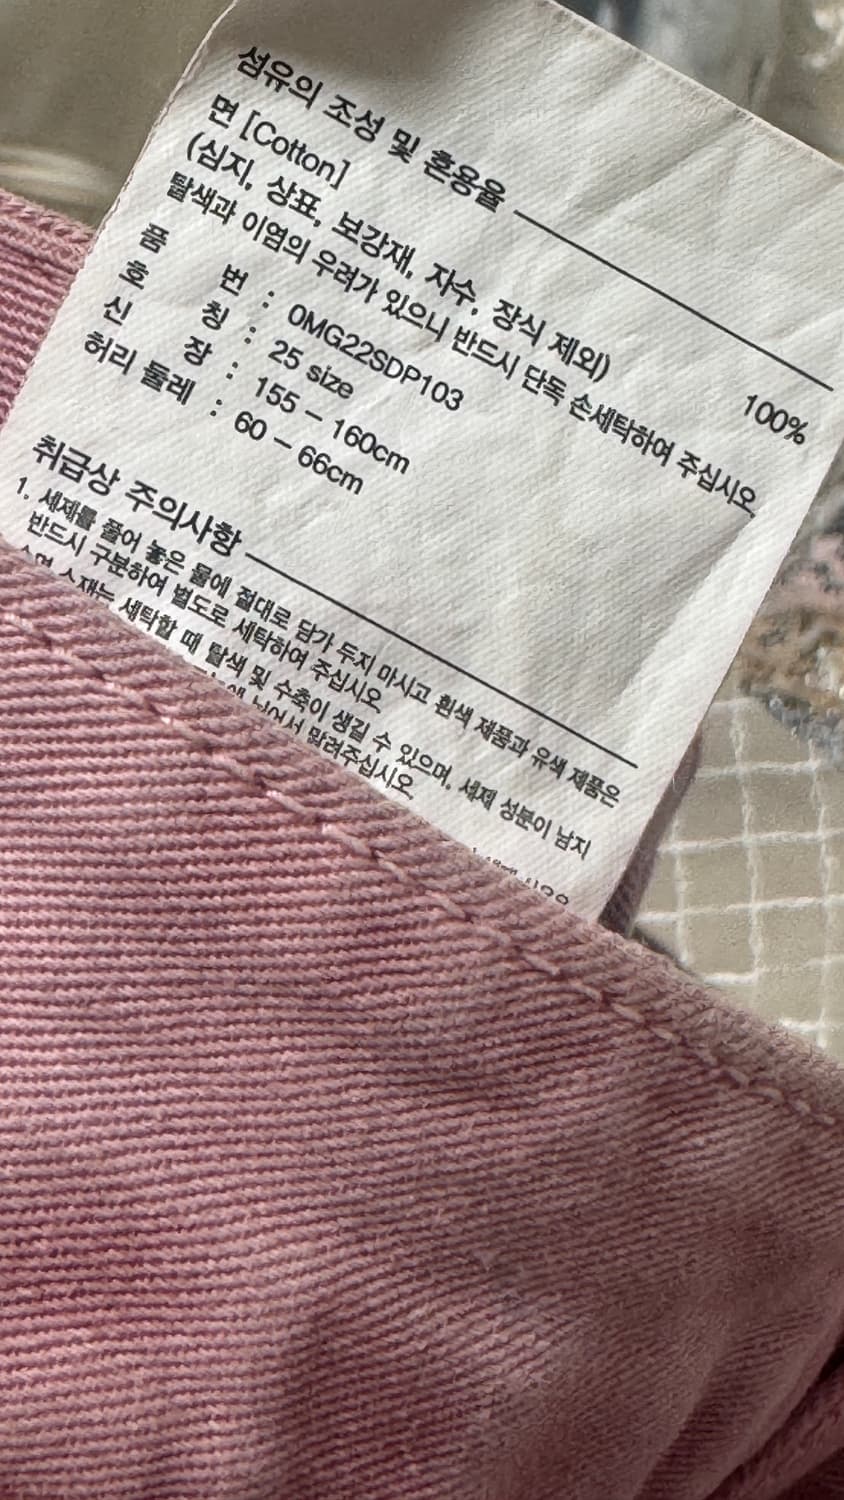 섬유의 조성 및 혼용율
면 [Cotton] 100%
(심지, 상표, 보강재, 자수, 장식 제외)
탈색과 이염의 우려가 있으니 반드시 단독 손세탁하여 주십시오.
품 번 : 0MG22SDP103
호 칭 : 25 size
신 장 : 155 – 160cm
허리 둘레 : 60 – 66cm
취급상 주의사항
1. 세제를 풀어 놓은 물에 절대로 담가 두지 마시고 흰색 제품과 유색 제품은
반드시 구분하여 별도로 세탁하여 주십시오.
소재는 세탁할 때 탈색 및 수축이 생길 수 있으며, 세제 성분이 남지
뉘어서 말려주십시오.